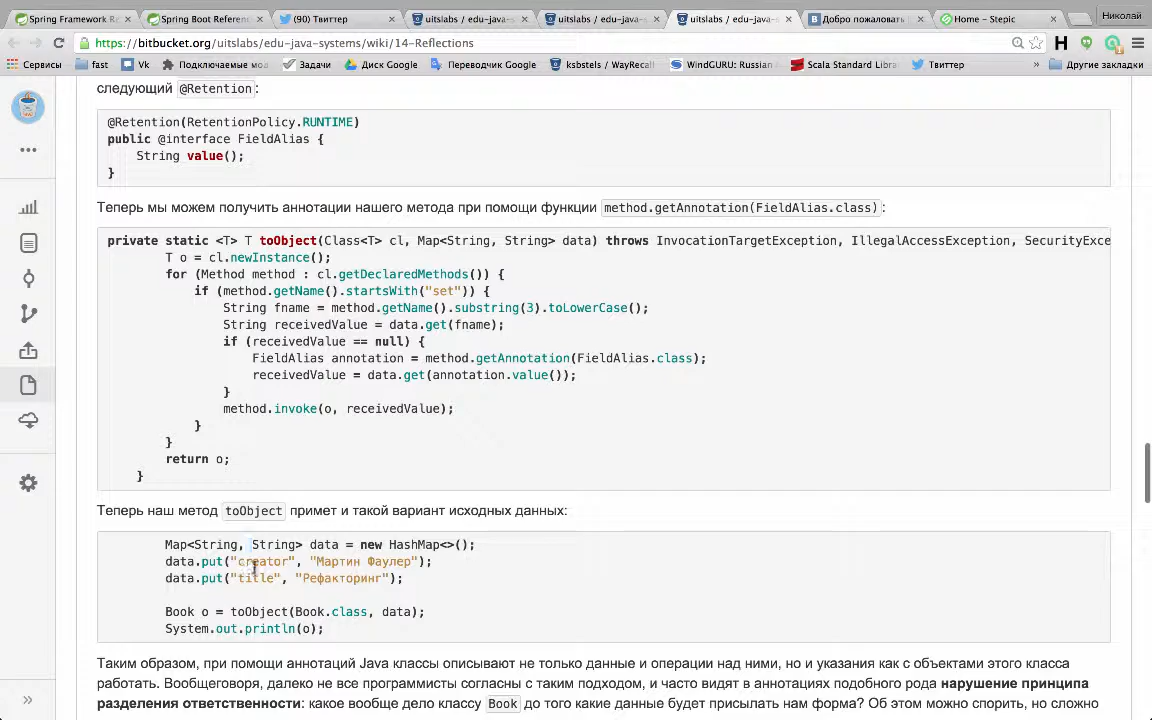 Spring Framework R
Spring Boot Referen
(90) Твиттер
uitslabs / edu-java-s
uitslabs / edu-java-
uitslabs / edu-java-s
Добро пожаловать
Home – Stepic
Николай
https://bitbucket.org/uitslabs/edu-java-systems/wiki/14-Reflections
Сервисы
fast
Vk
Подключаемые мо
Задачи
Диск Google
Переводчик Google
ksbstels / WayRecall
WindGURU: Russian
Scala Standard Libra
Твиттер
»
Другие закладки
следующий @Retention:
@Retention(RetentionPolicy.RUNTIME)
public @interface FieldAlias {
String value();
}
Теперь мы можем получить аннотации нашего метода при помощи функции method.getAnnotation(FieldAlias.class):
private static <T> T toObject(Class<T> cl, Map<String, String> data) throws InvocationTargetException, IllegalAccessException, SecurityExce
T o = cl.newInstance();
for (Method method : cl.getDeclaredMethods()) {
if (method.getName().startsWith("set")) {
String fname = method.getName().substring(3).toLowerCase();
String receivedValue = data.get(fname);
if (receivedValue == null) {
FieldAlias annotation = method.getAnnotation(FieldAlias.class);
receivedValue = data.get(annotation.value());
}
method.invoke(o, receivedValue);
}
}
return o;
}
Теперь наш метод toObject примет и такой вариант исходных данных:
Map<String, String> data = new HashMap<>();
data.put("creator", "Мартин Фаулер");
data.put("title", "Рефакторинг");
Book o = toObject(Book.class, data);
System.out.println(o);
Таким образом, при помощи аннотаций Java классы описывают не только данные и операции над ними, но и указания как с объектами этого класса
работать. Вообщеговоря, далеко не все программисты согласны с таким подходом, и часто видят в аннотациях подобного рода нарушение принципа
разделения ответственности: какое вообще дело классу Book до того какие данные будет присылать нам форма? Об этом можно спорить, но сложно